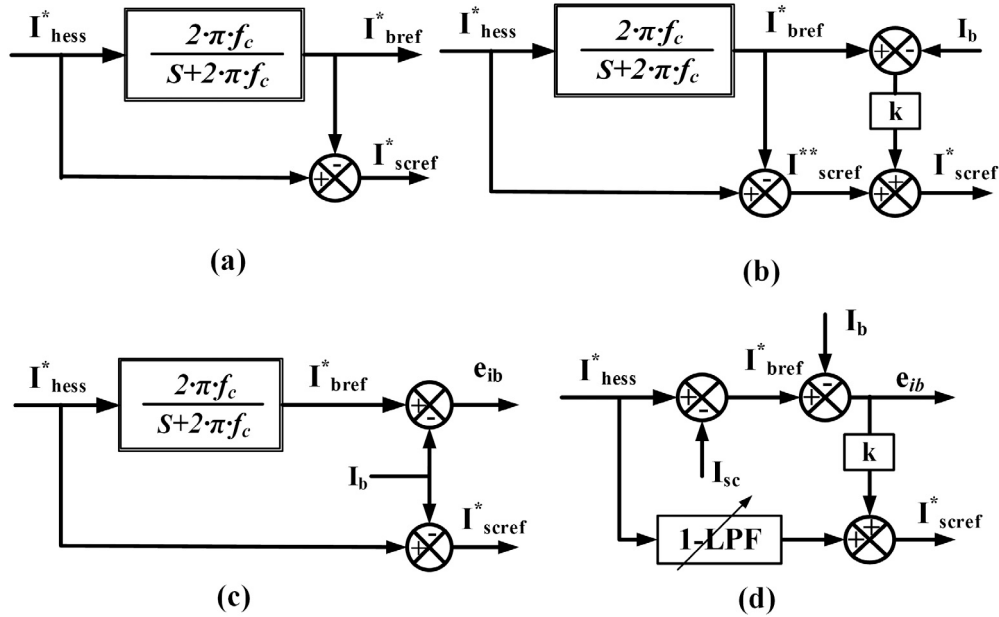 I*hess
2·π·fc
S+2·π·fc
I*bref
-
+
I*scref
(a)
I*hess
2·π·fc
S+2·π·fc
I*bref
+
-
Ib
k
-
+
I**scref
+
+
I*scref
(b)
I*hess
2·π·fc
S+2·π·fc
I*bref
+
-
eib
Ib
-
+
I*scref
(c)
Ib
I*hess
+
-
I*bref
+
-
eib
Isc
k
1-LPF
+
+
I*scref
(d)